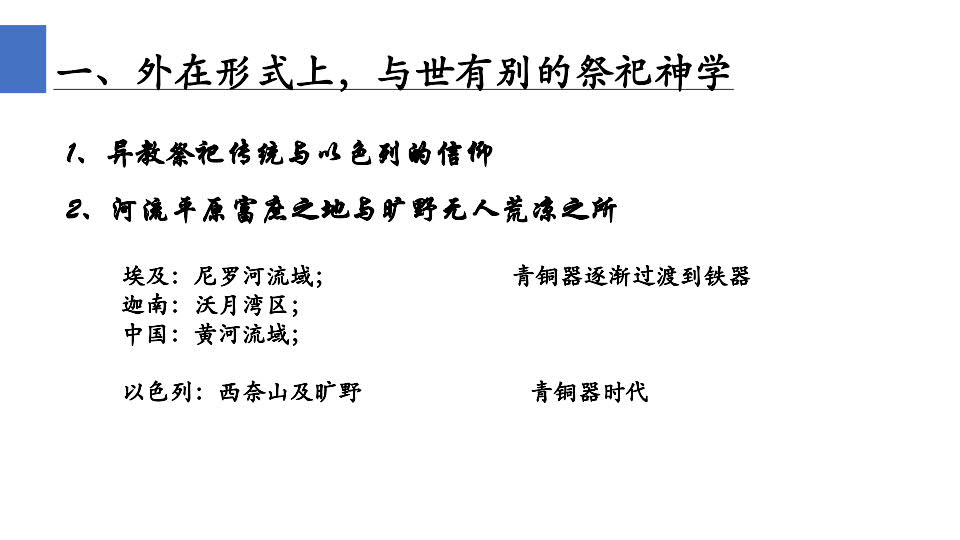 一、外在形式上，与世有别的祭祀神学
1、异教祭祀传统与以色列的信仰
2、河流平原富庶之地与旷野无人荒凉之所
埃及：尼罗河流域； 青铜器逐渐过渡到铁器
迦南：沃月湾区；
中国：黄河流域；
以色列：西奈山及旷野 青铜器时代